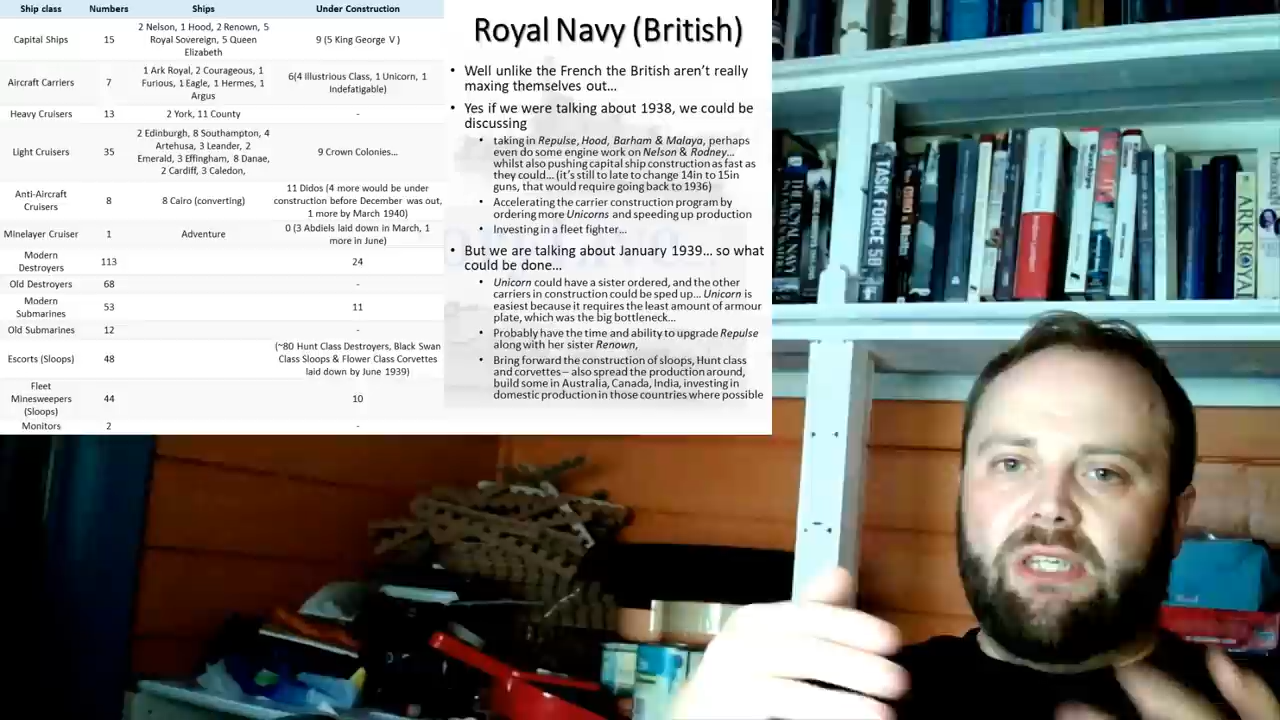 Ship class Numbers Ships Under Construction
Capital Ships 15 2 Nelson, 1 Hood, 2 Renown, 5 Royal Sovereign, 5 Queen Elizabeth 9 (5 King George V )
Aircraft Carriers 7 1 Ark Royal, 2 Courageous, 1 Furious, 1 Eagle, 1 Hermes, 1 Argus 6(4 Illustrious Class, 1 Unicorn, 1 Indefatigable)
Heavy Cruisers 13 2 York, 11 County -
Light Cruisers 35 2 Edinburgh, 8 Southampton, 4 Artehusa, 3 Leander, 2 Emerald, 3 Effingham, 8 Danae, 2 Cardiff, 3 Caledon, 9 Crown Colonies...
Anti-Aircraft Cruisers 8 8 Cairo (converting) 11 Didos (4 more would be under construction before December was out, 1 more by March 1940)
Minelayer Cruiser 1 Adventure 0 (3 Abdiels laid down in March, 1 more in June)
Modern Destroyers 113 24
Old Destroyers 68 -
Modern Submarines 53 11
Old Submarines 12 -
Escorts (Sloops) 48 (~80 Hunt Class Destroyers, Black Swan Class Sloops & Flower Class Corvettes laid down by June 1939)
Fleet Minesweepers (Sloops) 44 10
Monitors 2 -
Royal Navy (British)
• Well unlike the French the British aren't really
maxing themselves out...
• Yes if we were talking about 1938, we could be
discussing
• taking in Repulse, Hood, Barham & Malaya, perhaps
even do some engine work on Nelson & Rodney...
whilst also pushing capital ship construction as fast as
they could... (it's still to late to change 14in to 15in
guns, that would require going back to 1936)
• Accelerating the carrier construction program by
ordering more Unicorns and speeding up production
• Investing in a fleet fighter...
• But we are talking about January 1939... so what
could be done...
• Unicorn could have a sister ordered, and the other
carriers in construction could be sped up... Unicorn is
easiest because it requires the least amount of armour
plate, which was the big bottleneck...
• Probably have the time and ability to upgrade Repulse
along with her sister Renown,
• Bring forward the construction of sloops, Hunt class
and corvettes – also spread the production around,
build some in Australia, Canada, India, investing in
domestic production in those countries where possible
THE ROYAL NAVY
TASK FORCE 58
ARK ROYAL